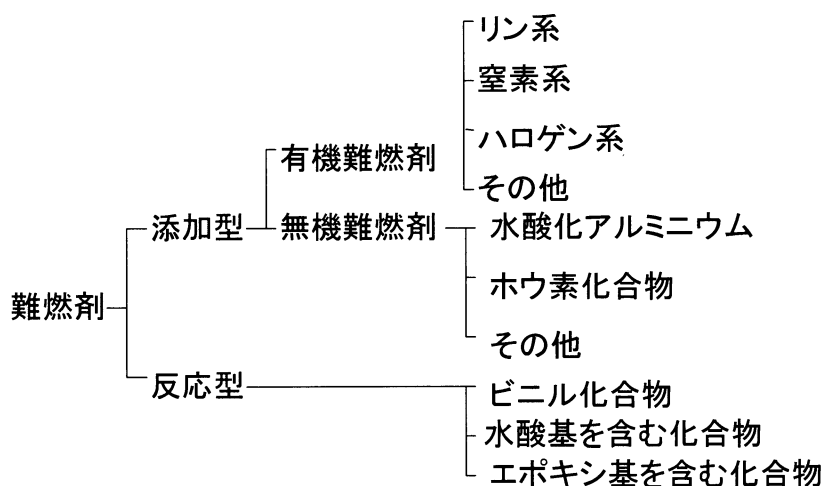 難燃剤
添加型
有機難燃剤
リン系
窒素系
ハロゲン系
その他
無機難燃剤
水酸化アルミニウム
ホウ素化合物
その他
反応型
ビニル化合物
水酸基を含む化合物
エポキシ基を含む化合物